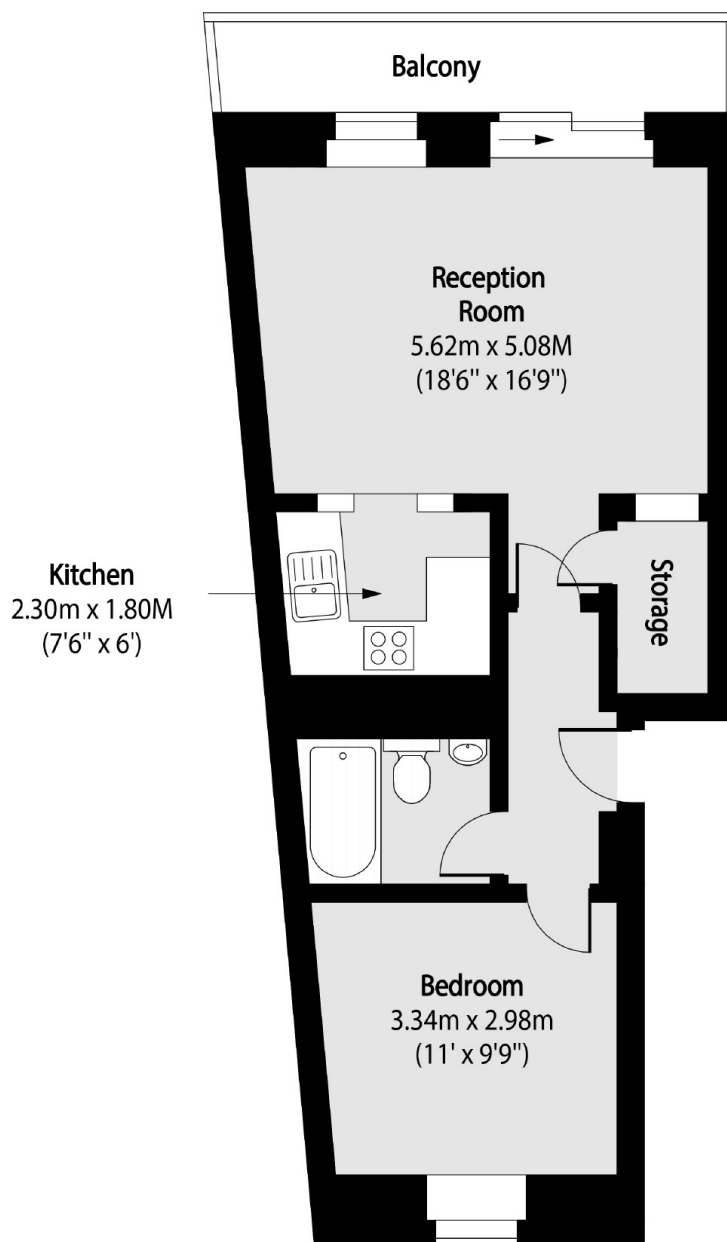 Balcony
Reception
Room
5.62m x 5.08M
(18'6" x 16'9")
Kitchen
2.30m x 1.80M
(7'6" x 6')
Storage
Bedroom
3.34m x 2.98m
(11' x 9'9")